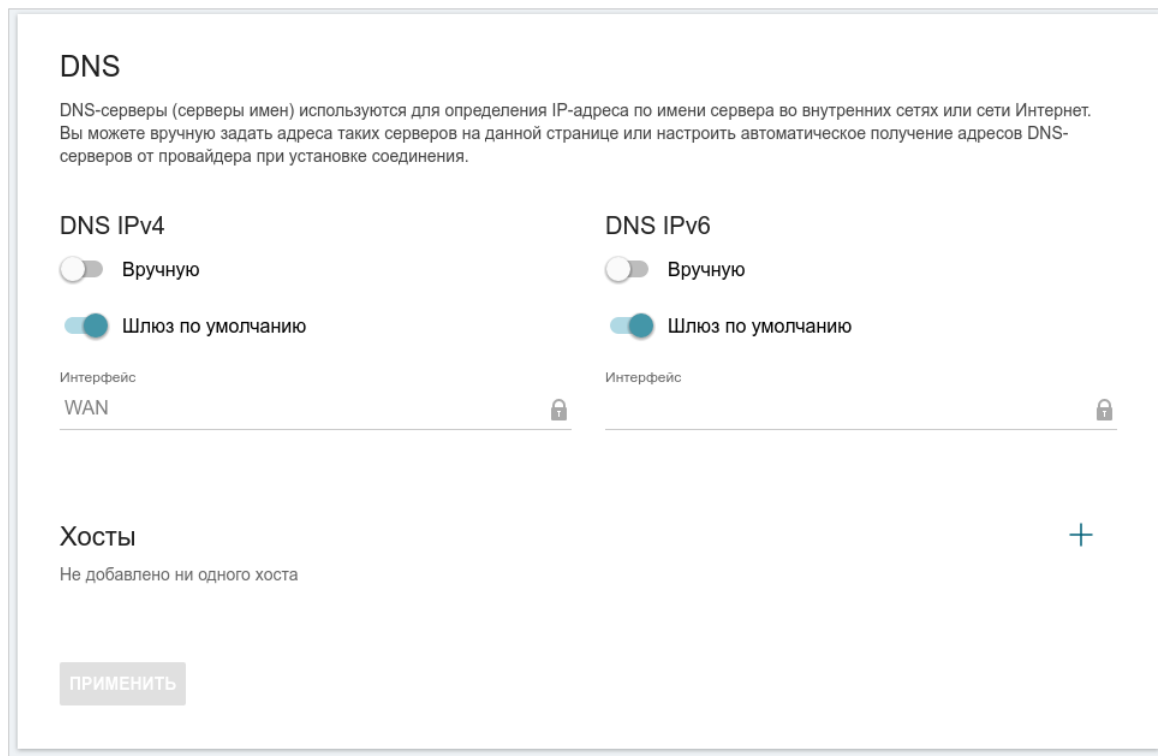 DNS
DNS-серверы (серверы имен) используются для определения IP-адреса по имени сервера во внутренних сетях или сети Интернет.
Вы можете вручную задать адреса таких серверов на данной странице или настроить автоматическое получение адресов DNS-
серверов от провайдера при установке соединения.
DNS IPv4
Вручную
Шлюз по умолчанию
Интерфейс
WAN
DNS IPv6
Вручную
Шлюз по умолчанию
Интерфейс
Хосты
Не добавлено ни одного хоста
ПРИМЕНИТЬ